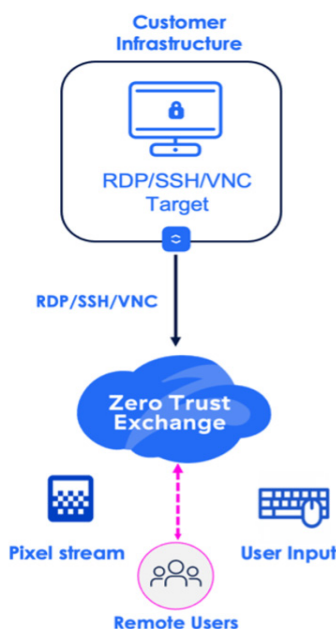 Customer
Infrastructure
RDP/SSH/VNC
Target
RDP/SSH/VNC
Zero Trust
Exchange
Pixel stream
User Input
Remote Users